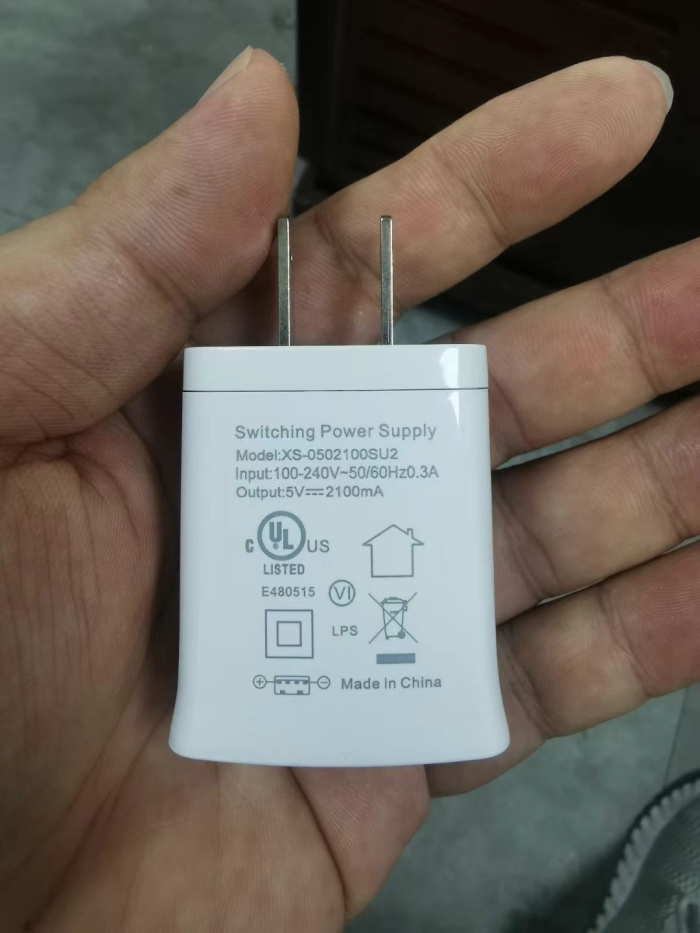 Switching Power Supply
Model:XS-0502100SU2
Input:100-240V~50/60Hz0.3A
Output:5V⎓2100mA
C UL US
LISTED
E480515
VI
LPS
Made in China